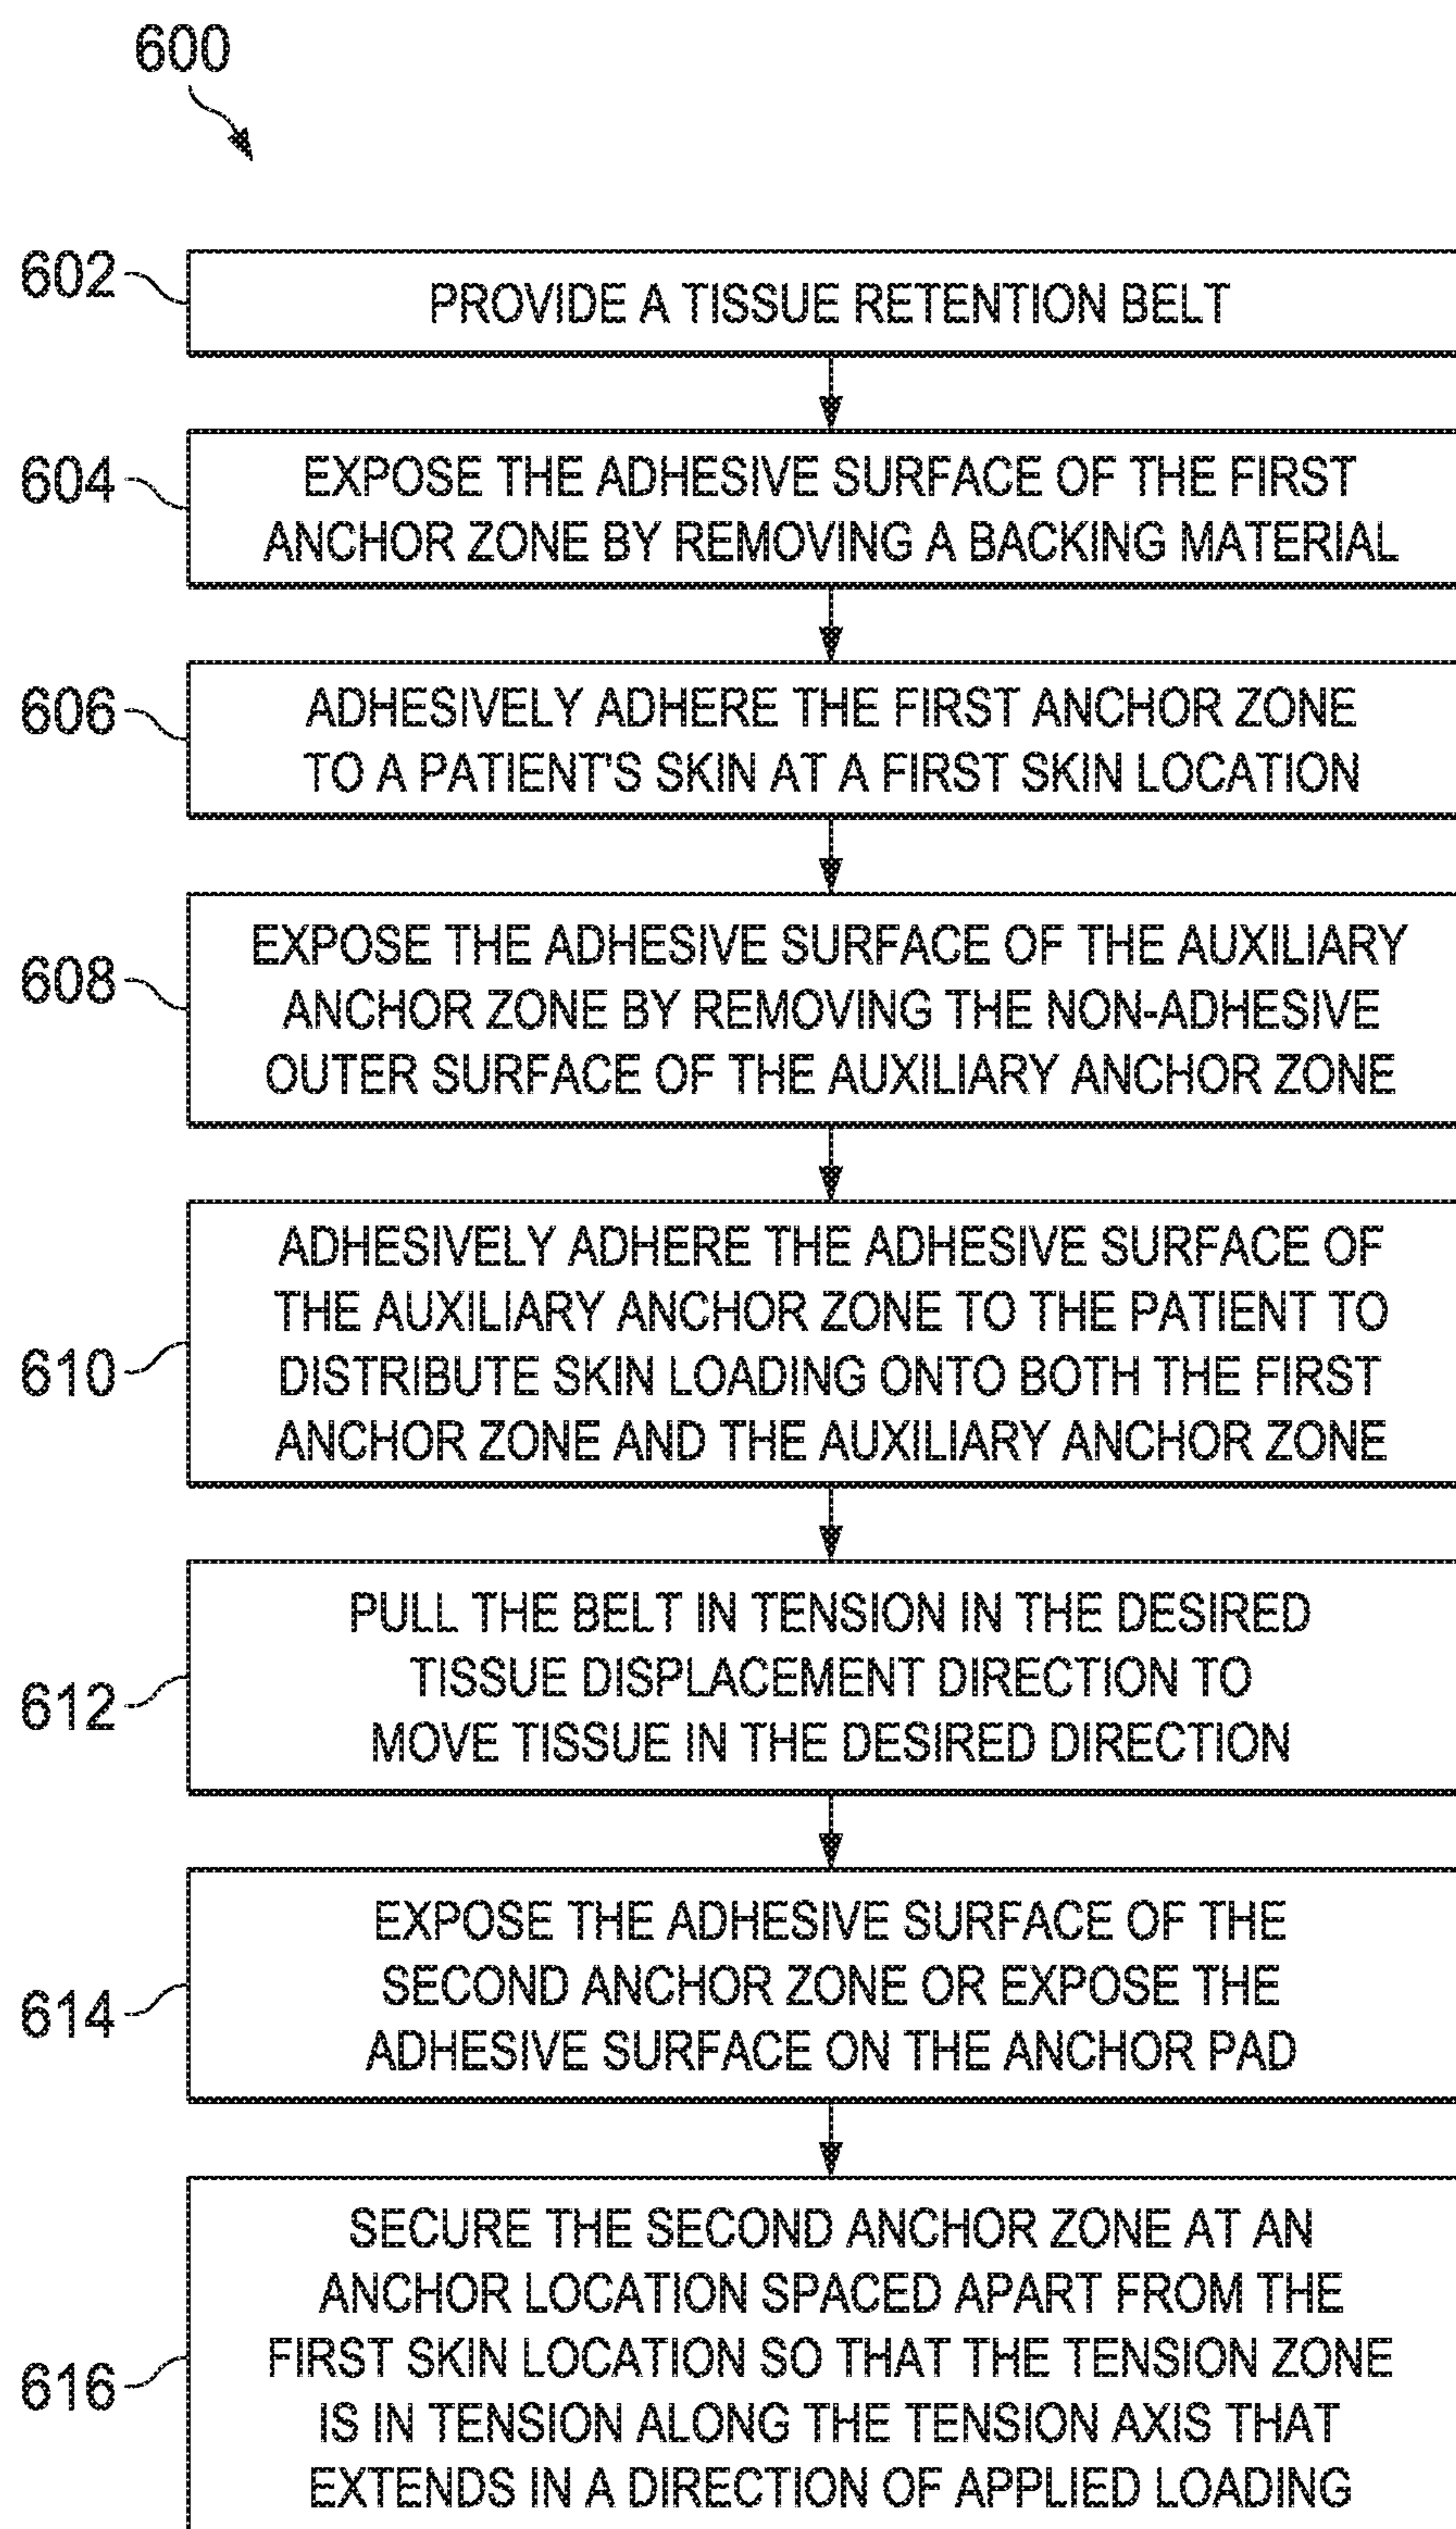 600
602
PROVIDE A TISSUE RETENTION BELT
604
EXPOSE THE ADHESIVE SURFACE OF THE FIRST
ANCHOR ZONE BY REMOVING A BACKING MATERIAL
606
ADHESIVELY ADHERE THE FIRST ANCHOR ZONE
TO A PATIENT'S SKIN AT A FIRST SKIN LOCATION
608
EXPOSE THE ADHESIVE SURFACE OF THE AUXILIARY
ANCHOR ZONE BY REMOVING THE NON-ADHESIVE
OUTER SURFACE OF THE AUXILIARY ANCHOR ZONE
610
ADHESIVELY ADHERE THE ADHESIVE SURFACE OF
THE AUXILIARY ANCHOR ZONE TO THE PATIENT TO
DISTRIBUTE SKIN LOADING ONTO BOTH THE FIRST
ANCHOR ZONE AND THE AUXILIARY ANCHOR ZONE
612
PULL THE BELT IN TENSION IN THE DESIRED
TISSUE DISPLACEMENT DIRECTION TO
MOVE TISSUE IN THE DESIRED DIRECTION
614
EXPOSE THE ADHESIVE SURFACE OF THE
SECOND ANCHOR ZONE OR EXPOSE THE
ADHESIVE SURFACE ON THE ANCHOR PAD
616
SECURE THE SECOND ANCHOR ZONE AT AN
ANCHOR LOCATION SPACED APART FROM THE
FIRST SKIN LOCATION SO THAT THE TENSION ZONE
IS IN TENSION ALONG THE TENSION AXIS THAT
EXTENDS IN A DIRECTION OF APPLIED LOADING